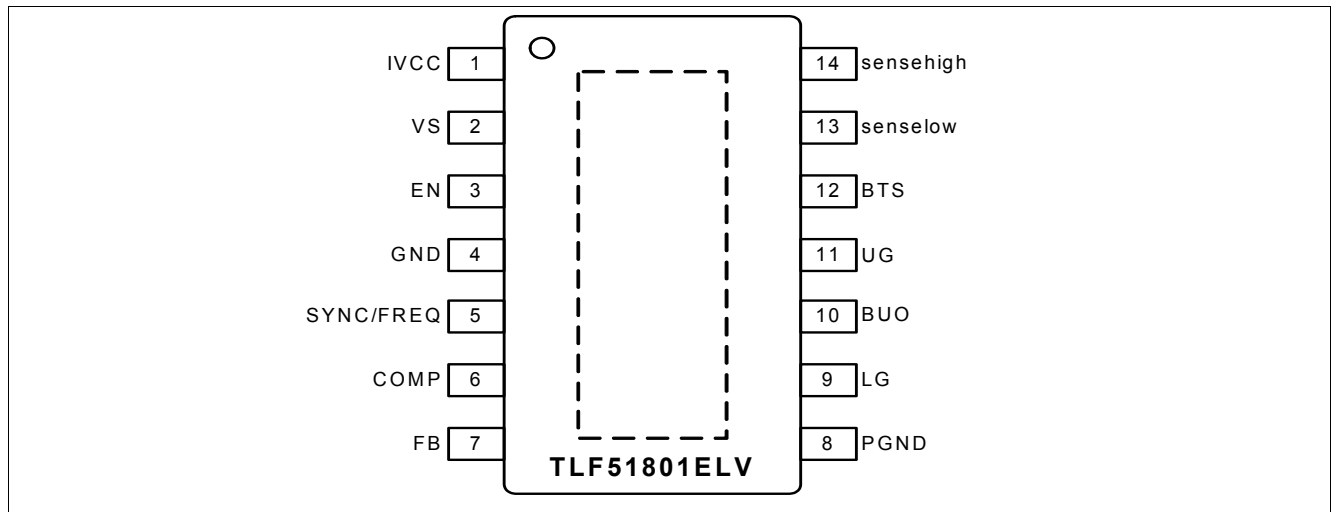 IVCC 1
VS 2
EN 3
GND 4
SYNC/FREQ 5
COMP 6
FB 7
14 sensehigh
13 senselow
12 BTS
11 UG
10 BUO
9 LG
8 PGND
TLF51801ELV